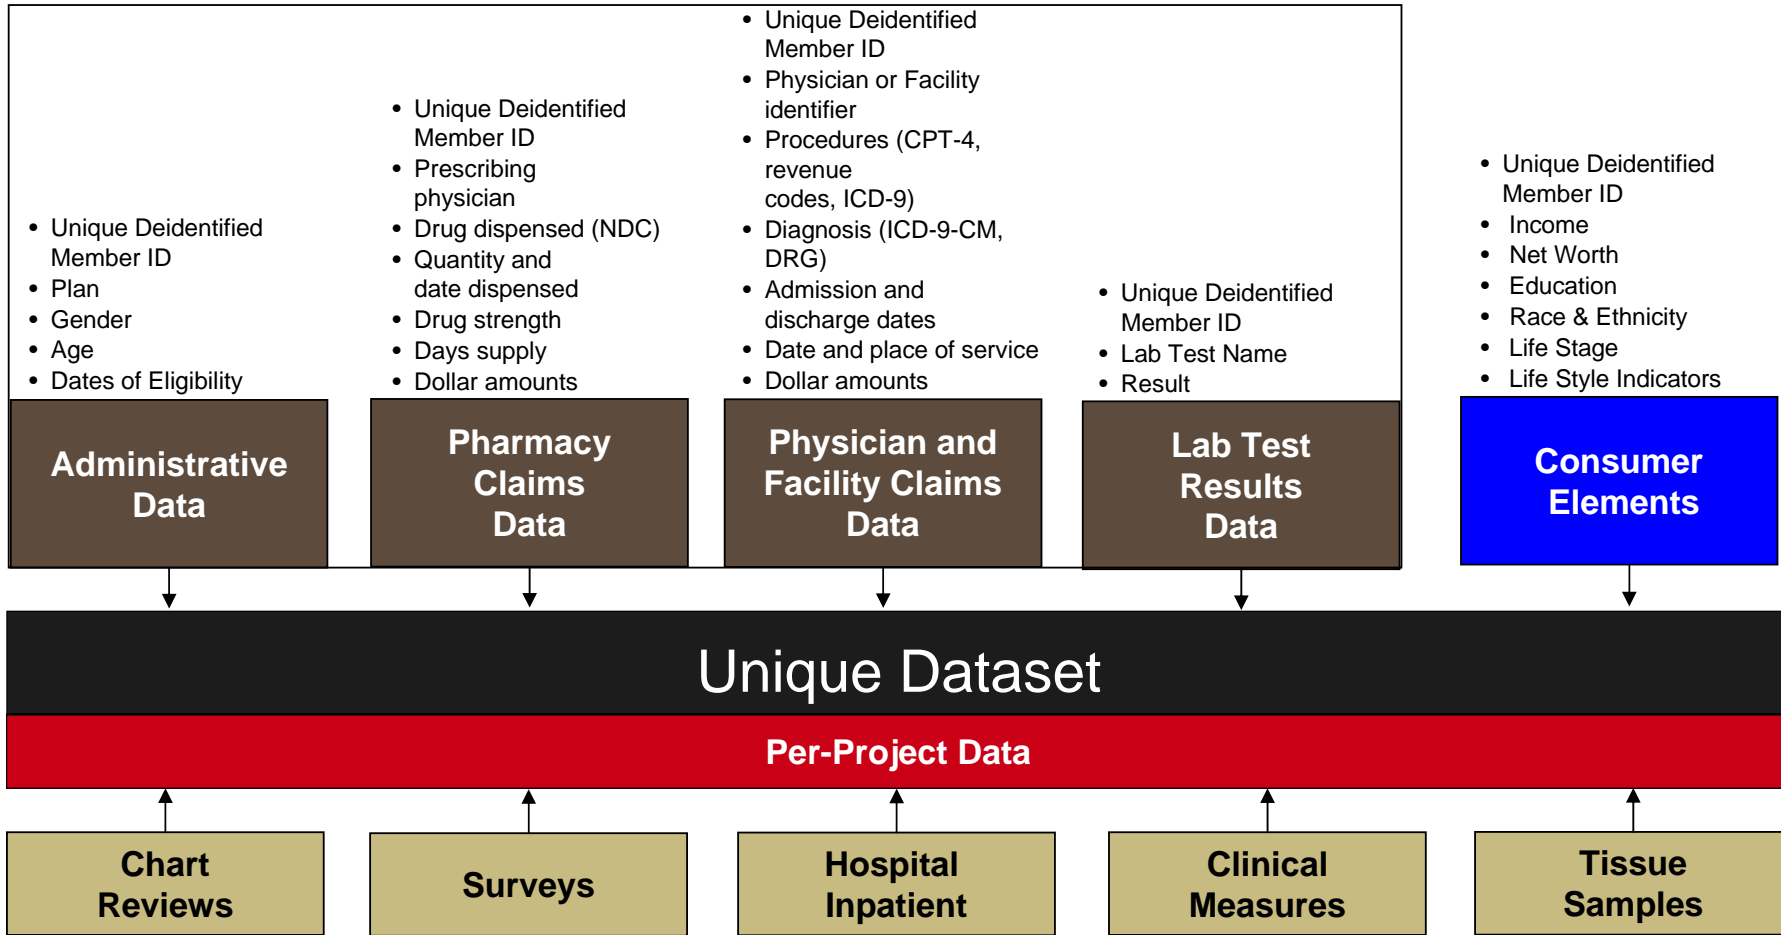 • Unique Deidentified
Member ID
• Plan
• Gender
• Age
• Dates of Eligibility
Administrative
Data
• Unique Deidentified
Member ID
• Prescribing
physician
• Drug dispensed (NDC)
• Quantity and
date dispensed
• Drug strength
• Days supply
• Dollar amounts
Pharmacy
Claims
Data
• Unique Deidentified
Member ID
• Physician or Facility
identifier
• Procedures (CPT-4,
revenue
codes, ICD-9)
• Diagnosis (ICD-9-CM,
DRG)
• Admission and
discharge dates
• Date and place of service
• Dollar amounts
Physician and
Facility Claims
Data
• Unique Deidentified
Member ID
• Lab Test Name
• Result
Lab Test
Results
Data
• Unique Deidentified
Member ID
• Income
• Net Worth
• Education
• Race & Ethnicity
• Life Stage
• Life Style Indicators
Consumer
Elements
Unique Dataset
Per-Project Data
Chart
Reviews
Surveys
Hospital
Inpatient
Clinical
Measures
Tissue
Samples